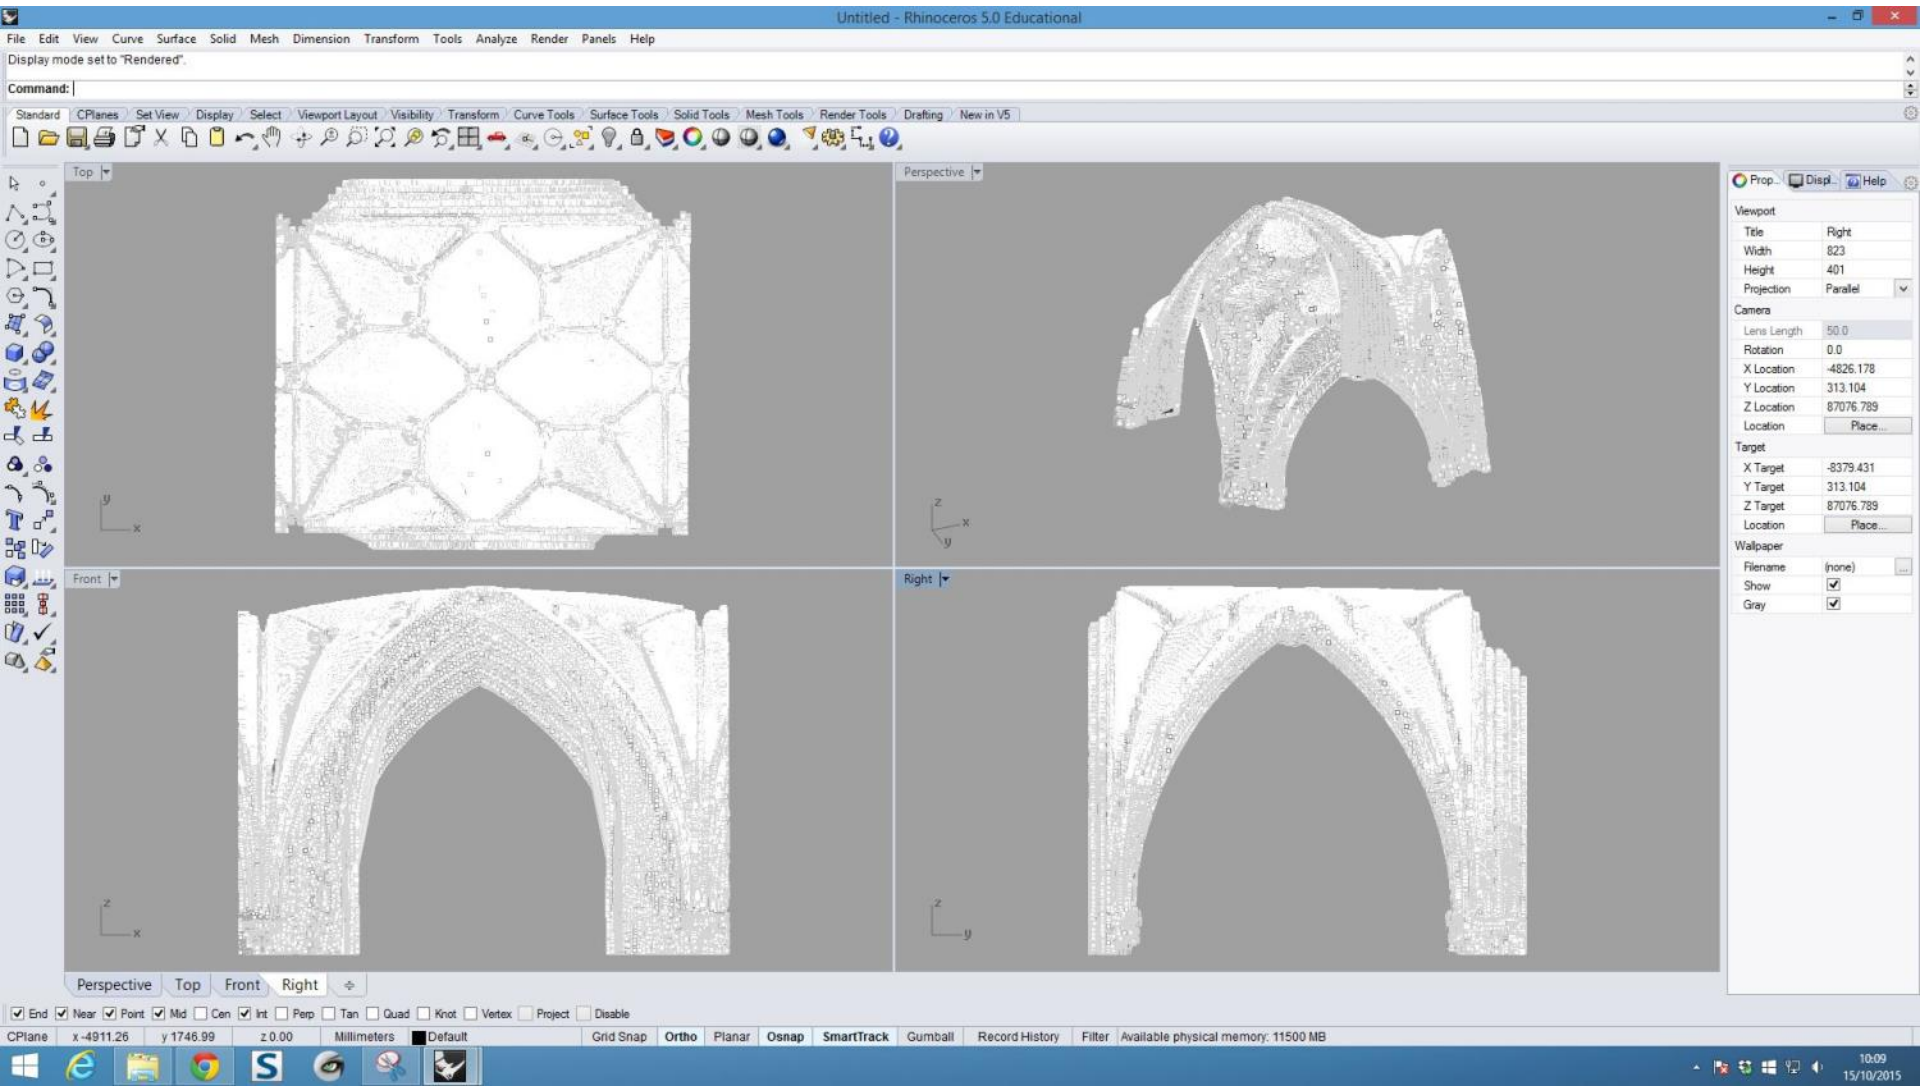 Untitled - Rhinoceros 5.0 Educational
File Edit View Curve Surface Solid Mesh Dimension Transform Tools Analyze Render Panels Help
Display mode set to "Rendered".
Command:
Standard CPlanes Set View Display Select Viewport Layout Visibility Transform Curve Tools Surface Tools Solid Tools Mesh Tools Render Tools Drafting New in V5
Top
y
x
Perspective
z
x
y
Front
z
x
Right
z
y
Prop... Displ... Help
Viewport
Title Right
Width 823
Height 401
Projection Parallel
Camera
Lens Length 50.0
Rotation 0.0
X Location -4826.178
Y Location 313.104
Z Location 87076.789
Location Place...
Target
X Target -8379.431
Y Target 313.104
Z Target 87076.789
Location Place...
Wallpaper
Filename (none) ...
Show
Gray
Perspective Top Front Right
End Near Point Mid Cen Int Perp Tan Quad Knot Vertex Project Disable
CPlane x -4911.26 y 1746.99 z 0.00 Millimeters Default Grid Snap Ortho Planar Osnap SmartTrack Gumball Record History Filter Available physical memory: 11500 MB
10:09
15/10/2015